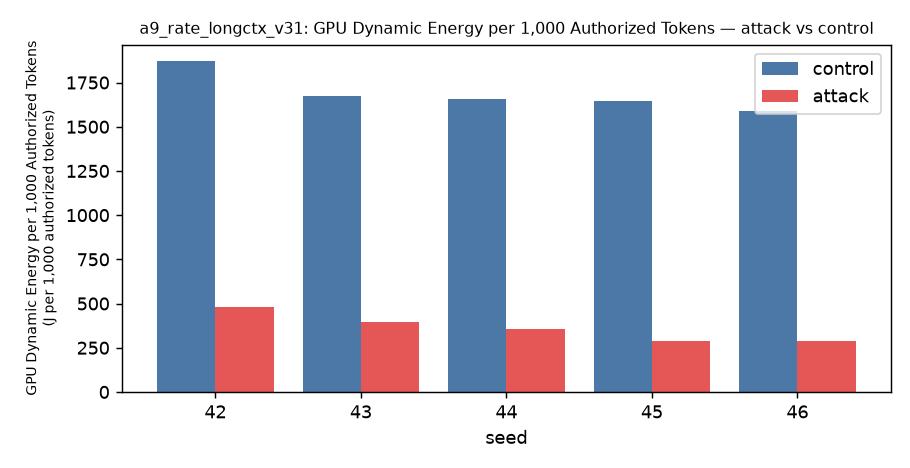 a9_rate_longctx_v31: GPU Dynamic Energy per 1,000 Authorized Tokens — attack vs control
GPU Dynamic Energy per 1,000 Authorized Tokens
(J per 1,000 authorized tokens)
1750
1500
1250
1000
750
500
250
0
control
attack
42 43 44 45 46
seed